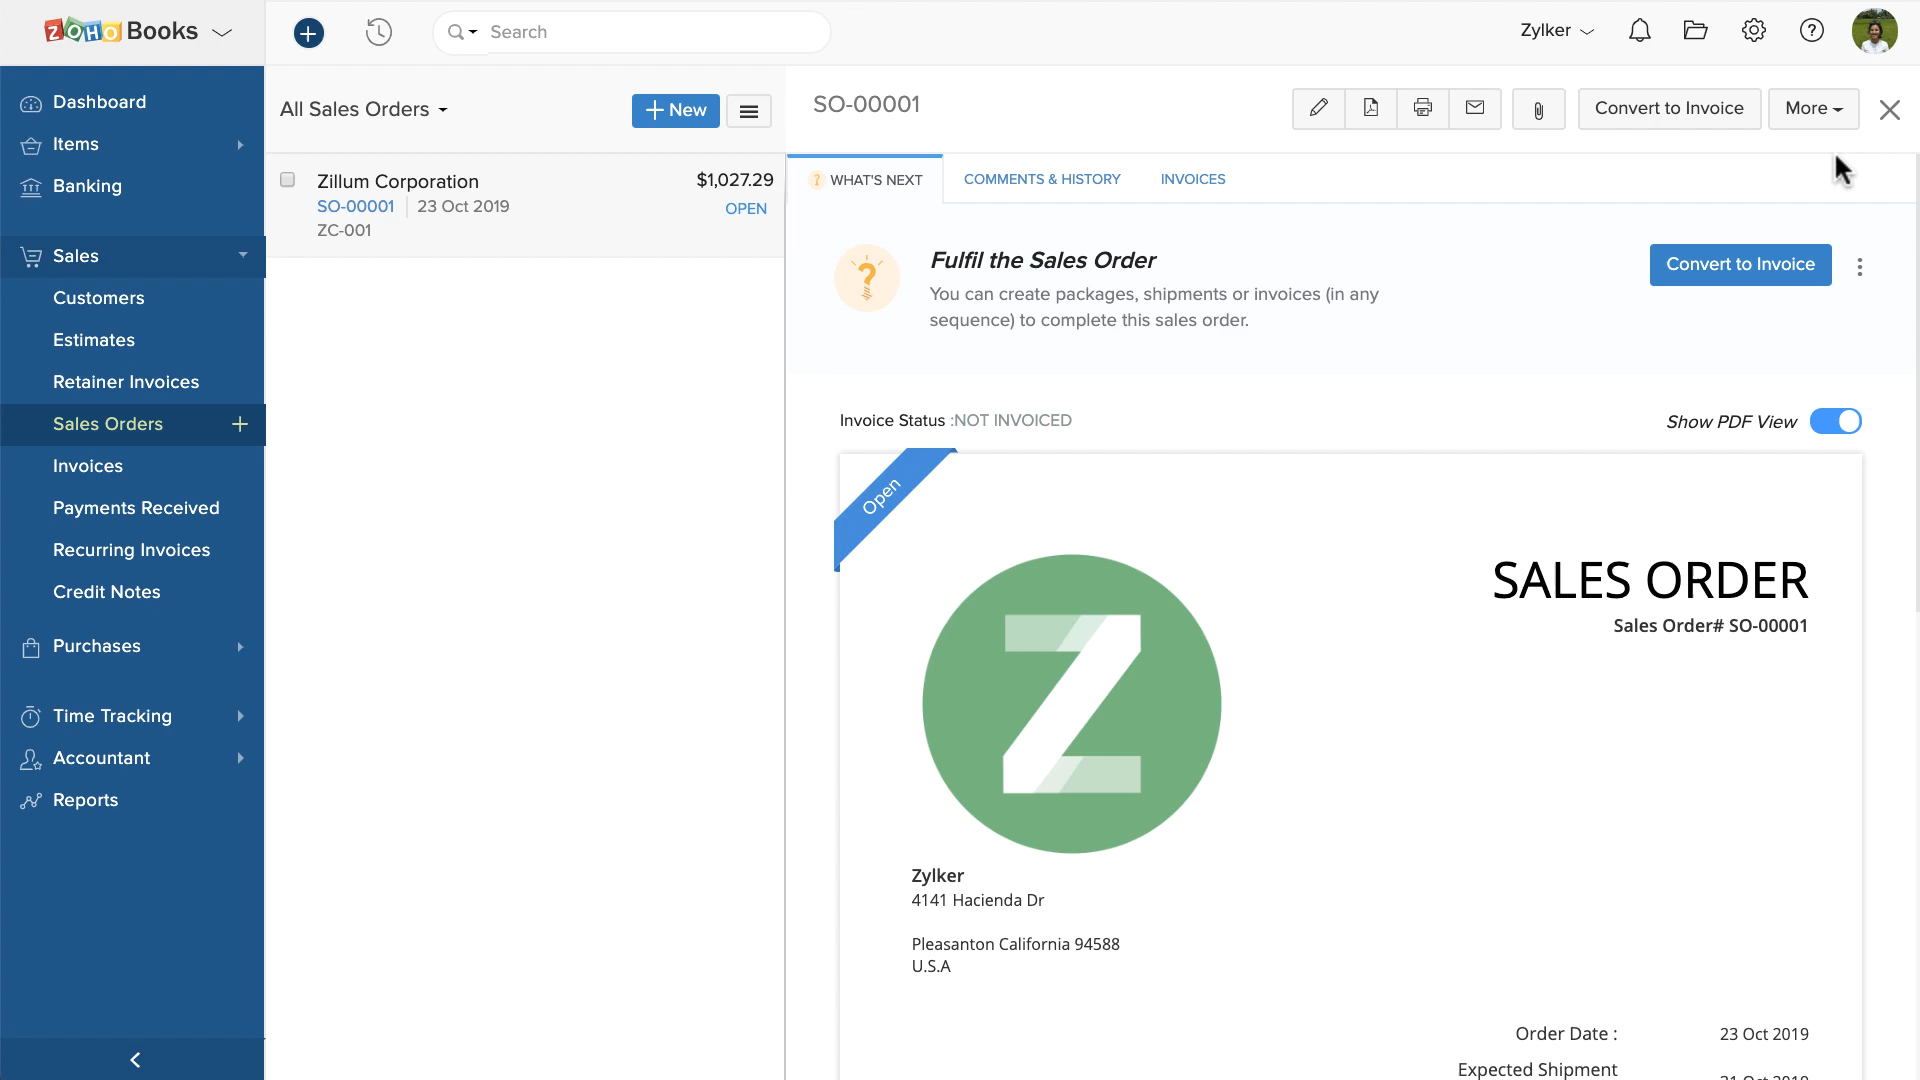 ZOHO Books
Search
Zylker
Dashboard
Items
Banking
Sales
Customers
Estimates
Retainer Invoices
Sales Orders
Invoices
Payments Received
Recurring Invoices
Credit Notes
Purchases
Time Tracking
Accountant
Reports
All Sales Orders
New
Zillum Corporation
$1,027.29
SO-00001
23 Oct 2019
OPEN
ZC-001
SO-00001
Convert to Invoice
More
WHAT'S NEXT
COMMENTS & HISTORY
INVOICES
Fulfil the Sales Order
You can create packages, shipments or invoices (in any
sequence) to complete this sales order.
Convert to Invoice
Invoice Status :NOT INVOICED
Show PDF View
Open
SALES ORDER
Sales Order# SO-00001
Z
Zylker
4141 Hacienda Dr
Pleasanton California 94588
U.S.A
Order Date :
23 Oct 2019
Expected Shipment